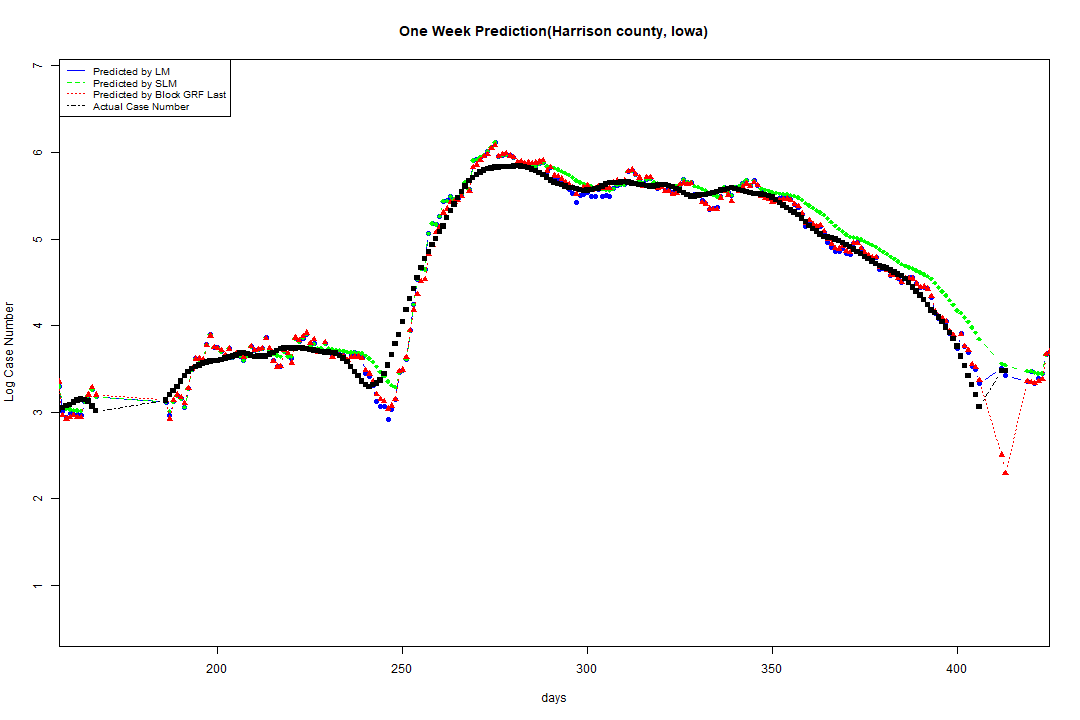 One Week Prediction(Harrison county, Iowa)
Predicted by LM
Predicted by SLM
Predicted by Block GRF Last
Actual Case Number
7
6
5
4
3
2
1
Log Case Number
200 250 300 350 400
days